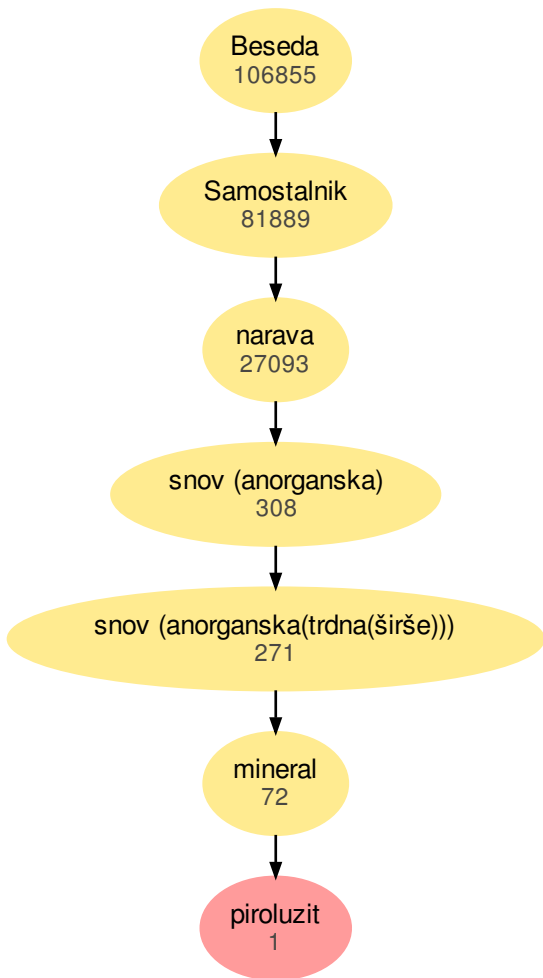 Beseda
106855
Samostalnik
81889
narava
27093
snov (anorganska)
308
snov (anorganska(trdna(širše)))
271
mineral
72
piroluzit
1